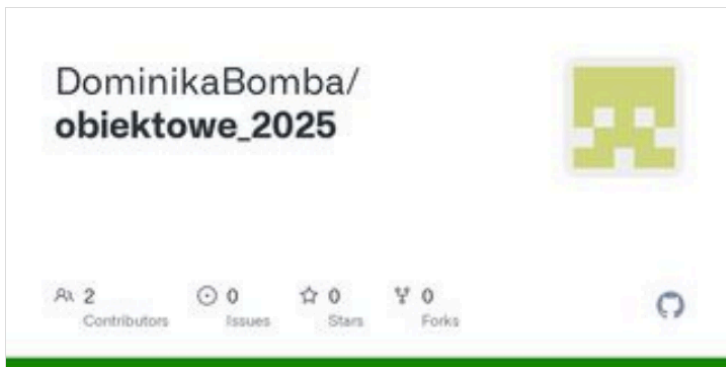 DominikaBomba/
obiektowe_2025
2 0 0 0
Contributors Issues Stars Forks